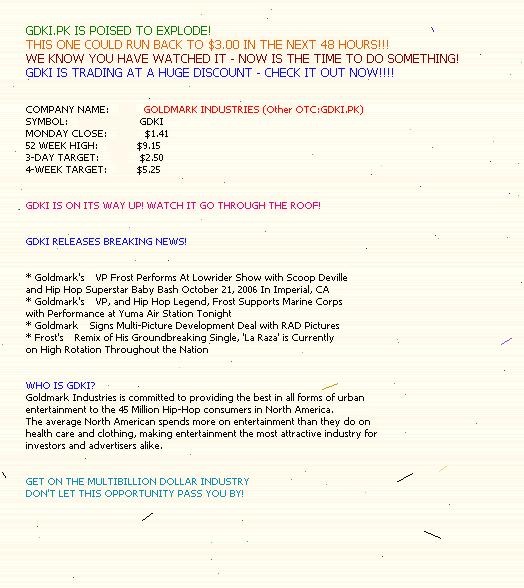 GDKI.PK IS POISED TO EXPLODE!
THIS ONE COULD RUN BACK TO $3.00 IN THE NEXT 48 HOURS!!!
WE KNOW YOU HAVE WATCHED IT - NOW IS THE TIME TO DO SOMETHING!
GDKI IS TRADING AT A HUGE DISCOUNT - CHECK IT OUT NOW!!!!
COMPANY NAME: GOLDMARK INDUSTRIES (Other OTC:GDKI.PK)
SYMBOL: GDKI
MONDAY CLOSE: $1.41
52 WEEK HIGH: $9.15
3-DAY TARGET: $2.50
4-WEEK TARGET: $5.25
GDKI IS ON ITS WAY UP! WATCH IT GO THROUGH THE ROOF!
GDKI RELEASES BREAKING NEWS!
* Goldmark's VP Frost Performs At Lowrider Show with Scoop Deville
and Hip Hop Superstar Baby Bash October 21, 2006 In Imperial, CA
* Goldmark's VP, and Hip Hop Legend, Frost Supports Marine Corps
with Performance at Yuma Air Station Tonight
* Goldmark Signs Multi-Picture Development Deal with RAD Pictures
* Frost's Remix of His Groundbreaking Single, 'La Raza' is Currently
on High Rotation Throughout the Nation
WHO IS GDKI?
Goldmark Industries is committed to providing the best in all forms of urban
entertainment to the 45 Million Hip-Hop consumers in North America.
The average North American spends more on entertainment than they do on
health care and clothing, making entertainment the most attractive industry for
investors and advertisers alike.
GET ON THE MULTIBILLION DOLLAR INDUSTRY
DON'T LET THIS OPPORTUNITY PASS YOU BY!